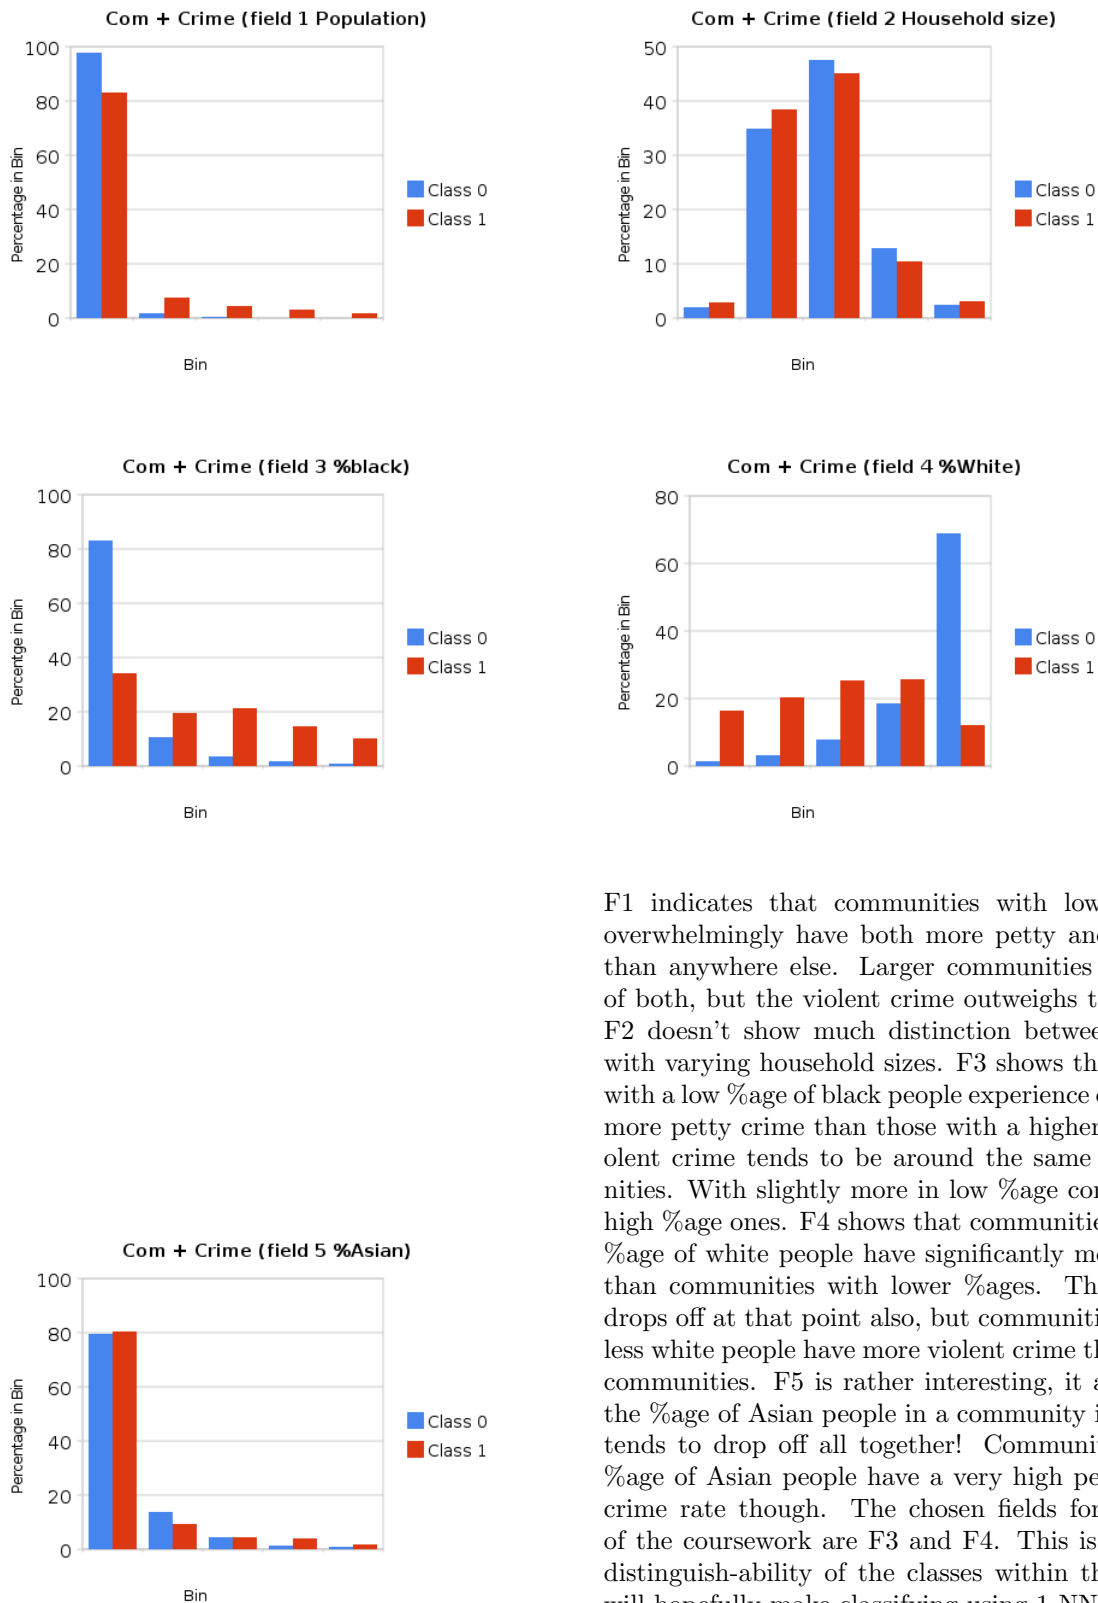 Com + Crime (field 1 Population)
100
80
60
40
20
0
Percentage in Bin
Bin
Class 0
Class 1
Com + Crime (field 2 Household size)
50
40
30
20
10
0
Percentage in Bin
Bin
Class 0
Class 1
Com + Crime (field 3 %black)
100
80
60
40
20
0
Percentge in Bin
Bin
Class 0
Class 1
Com + Crime (field 4 %White)
80
60
40
20
0
Percentage in Bin
Bin
Class 0
Class 1
Com + Crime (field 5 %Asian)
100
80
60
40
20
0
Percentage in Bin
Bin
Class 0
Class 1
F1 indicates that communities with low
overwhelmingly have both more petty and
than anywhere else. Larger communities
of both, but the violent crime outweighs t
F2 doesn't show much distinction betwee
with varying household sizes. F3 shows th
with a low %age of black people experience
more petty crime than those with a higher
olent crime tends to be around the same
nities. With slightly more in low %age co
high %age ones. F4 shows that communitie
%age of white people have significantly m
than communities with lower %ages. Th
drops off at that point also, but communiti
less white people have more violent crime th
communities. F5 is rather interesting, it a
the %age of Asian people in a community i
tends to drop off all together! Communi
%age of Asian people have a very high pe
crime rate though. The chosen fields for
of the coursework are F3 and F4. This is
distinguish-ability of the classes within th
will hopefully make classifying using 1-NN